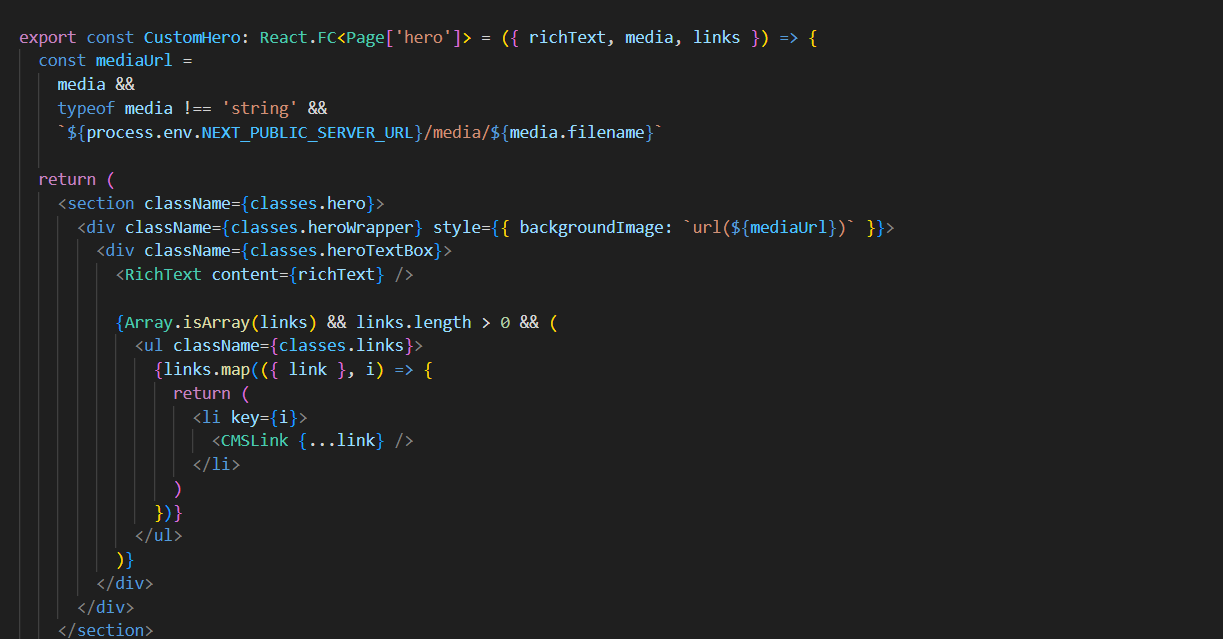 export const CustomHero: React.FC<Page['hero']> = ({ richText, media, links }) => {
  const mediaUrl =
    media &&
    typeof media !== 'string' &&
    `${process.env.NEXT_PUBLIC_SERVER_URL}/media/${media.filename}`

  return (
    <section className={classes.hero}>
      <div className={classes.heroWrapper} style={{ backgroundImage: `url(${mediaUrl})` }}>
        <div className={classes.heroTextBox}>
          <RichText content={richText} />

          {Array.isArray(links) && links.length > 0 && (
            <ul className={classes.links}>
              {links.map(({ link }, i) => {
                return (
                  <li key={i}>
                    <CMSLink {...link} />
                  </li>
                )
              })}
            </ul>
          )}
        </div>
      </div>
    </section>